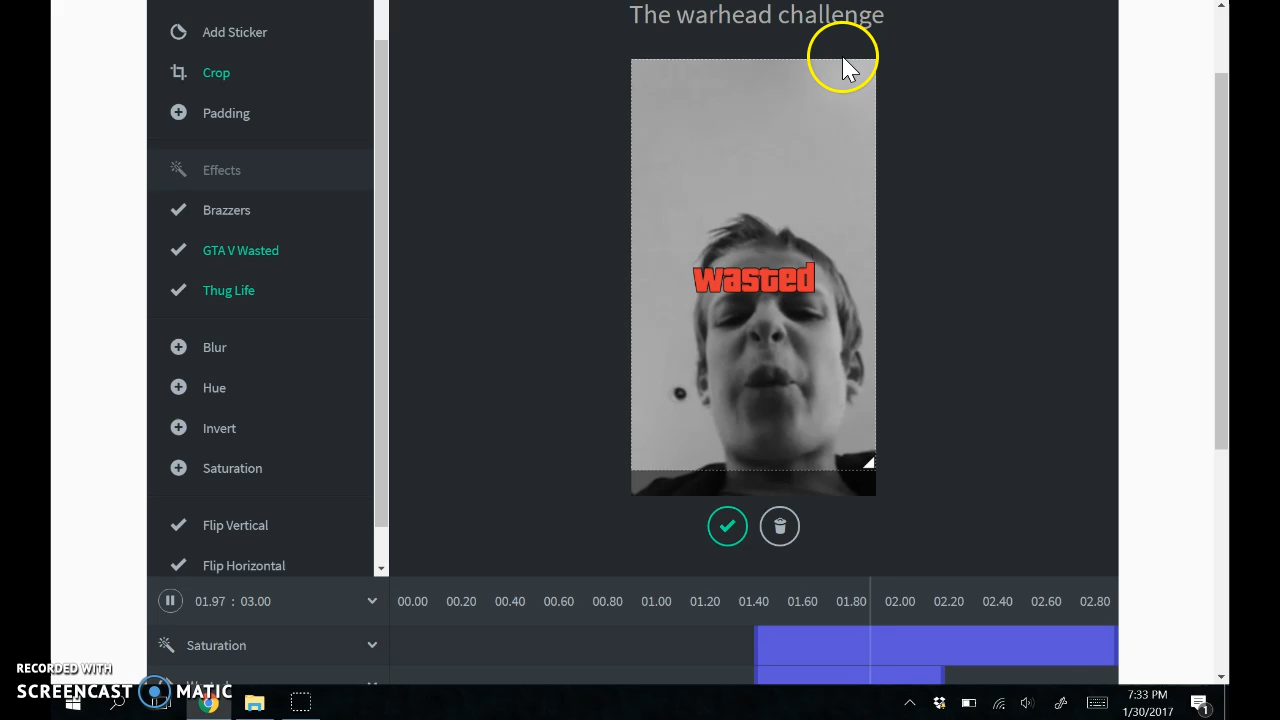 The warhead challenge
Add Sticker
Crop
Padding
Effects
Brazzers
GTA V Wasted
Thug Life
Blur
Hue
Invert
Saturation
Flip Vertical
Flip Horizontal
wasted
01.97 : 03.00
00.00 00.20 00.40 00.60 00.80 01.00 01.20 01.40 01.60 01.80 02.00 02.20 02.40 02.60 02.80
Saturation
RECORDED WITH
SCREENCAST MATIC
7:33 PM
1/30/2017
1